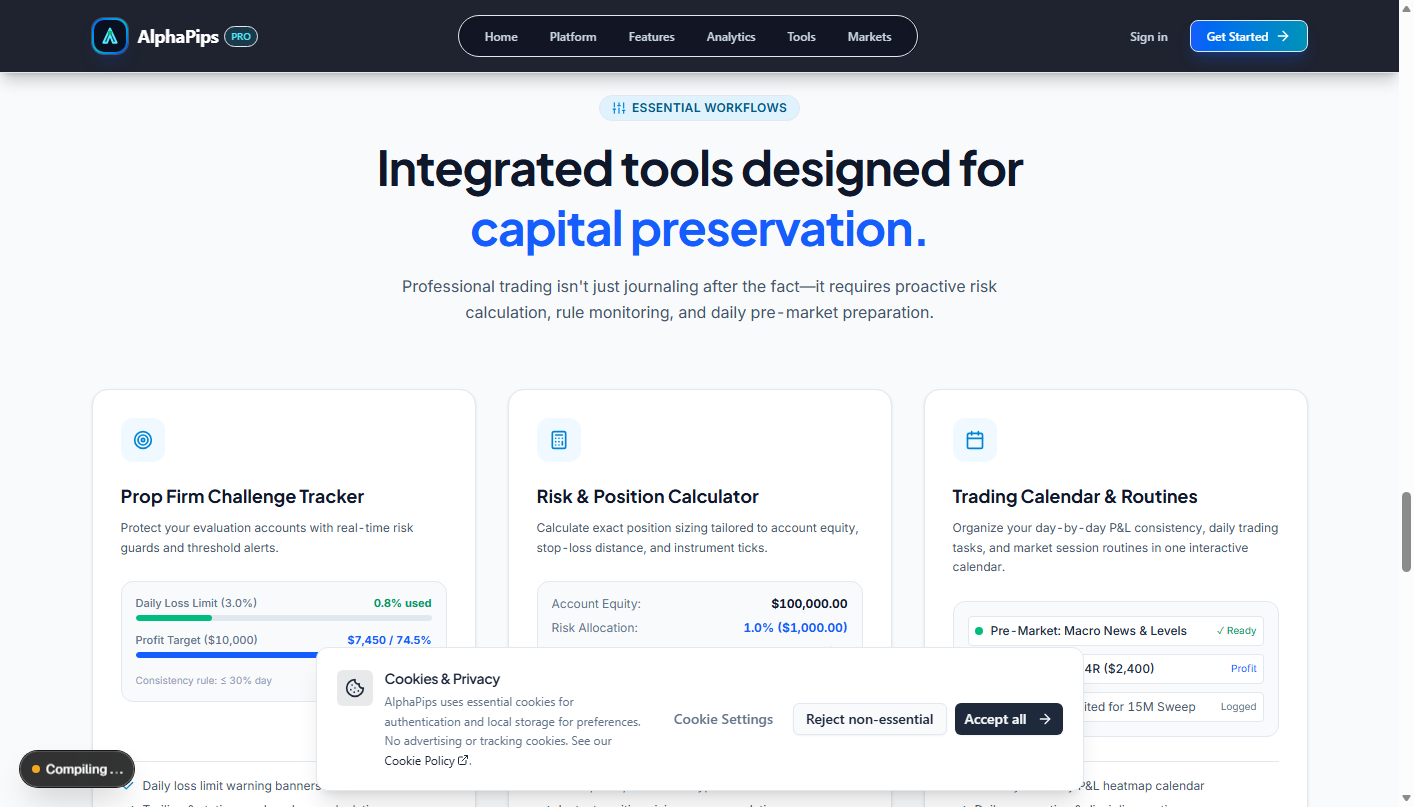 AlphaPips PRO
Home Platform Features Analytics Tools Markets
Sign in
Get Started →
ESSENTIAL WORKFLOWS
Integrated tools designed for
capital preservation.
Professional trading isn't just journaling after the fact—it requires proactive risk
calculation, rule monitoring, and daily pre-market preparation.
Prop Firm Challenge Tracker
Protect your evaluation accounts with real-time risk
guards and threshold alerts.
Daily Loss Limit (3.0%) 0.8% used
Profit Target ($10,000) $7,450 / 74.5%
Consistency rule: ≤ 30% day
Daily loss limit warning banners
Risk & Position Calculator
Calculate exact position sizing tailored to account equity,
stop-loss distance, and instrument ticks.
Account Equity: $100,000.00
Risk Allocation: 1.0% ($1,000.00)
Trading Calendar & Routines
Organize your day-by-day P&L consistency, daily trading
tasks, and market session routines in one interactive
calendar.
Pre-Market: Macro News & Levels ✓ Ready
4R ($2,400) Profit
ited for 15M Sweep Logged
P&L heatmap calendar
Cookies & Privacy
AlphaPips uses essential cookies for
authentication and local storage for preferences.
No advertising or tracking cookies. See our
Cookie Policy.
Cookie Settings
Reject non-essential
Accept all →
Compiling...